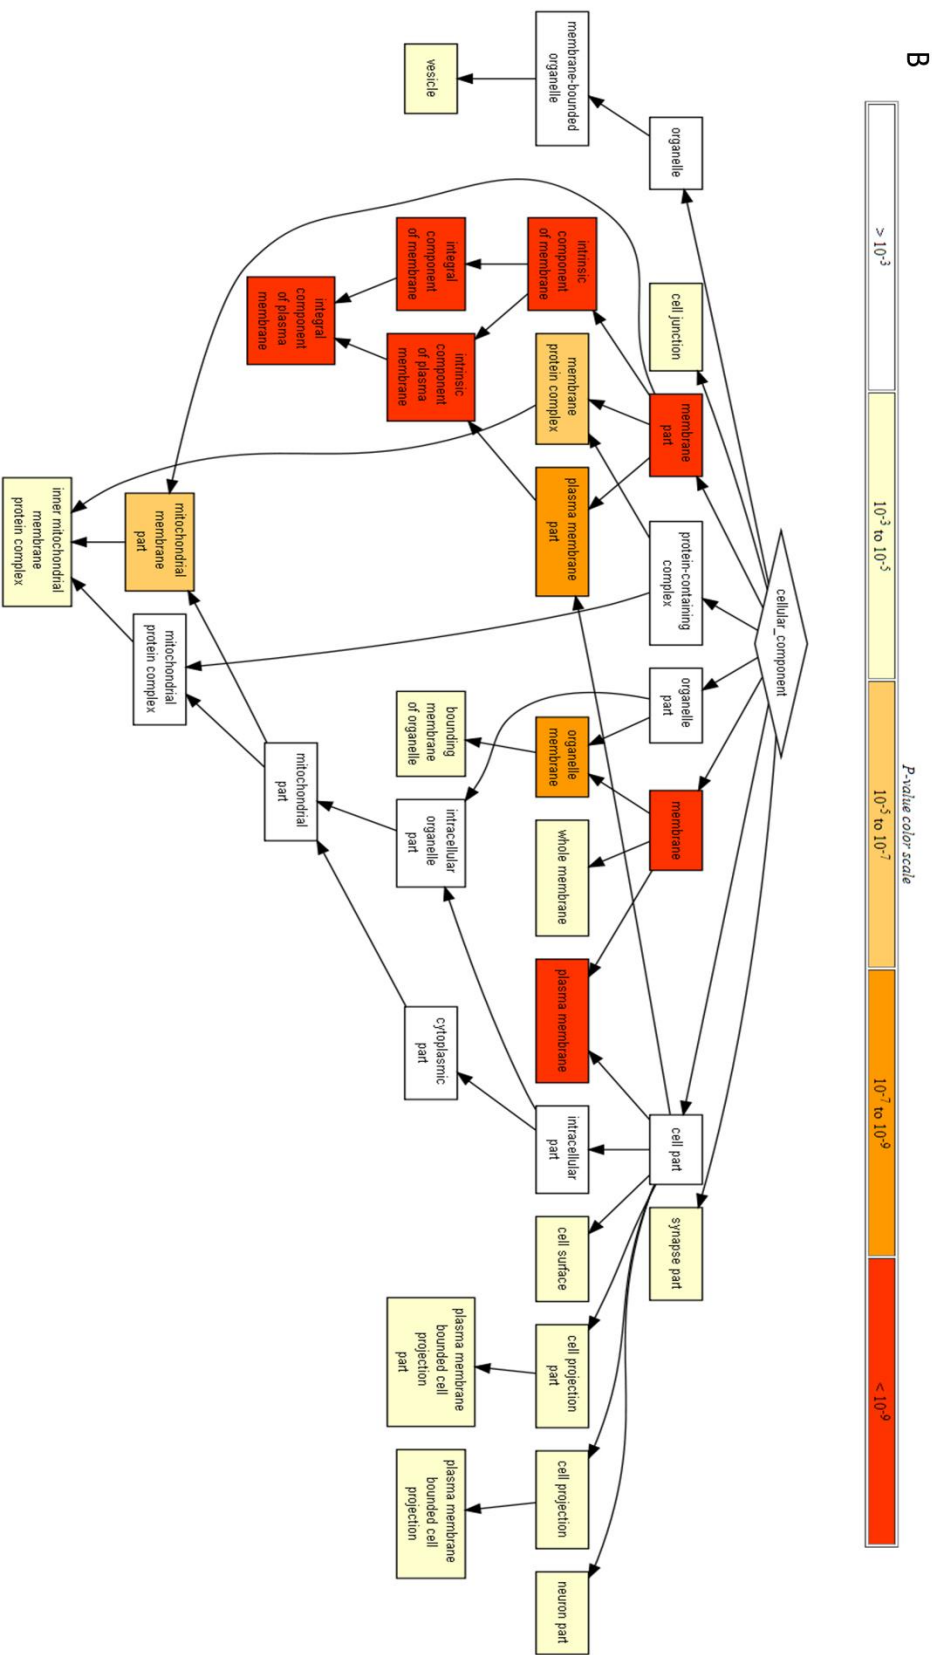 B
P-value color scale
> 10-3
10-3 to 10-5
10-5 to 10-7
10-7 to 10-9
< 10-9
cellular_component
organelle
cell junction
membrane
part
protein-containing
complex
organelle
part
membrane
cell part
synapse part
membrane-bounded
organelle
intrinsic
component
of membrane
membrane
protein complex
plasma membrane
part
organelle
membrane
whole membrane
plasma membrane
intracellular
part
cell surface
cell projection
part
cell projection
neuron part
vesicle
integral
component
of membrane
intrinsic
component
of plasma
membrane
bounding
membrane
of organelle
intracellular
organelle
part
cytoplasmic
part
plasma membrane
bounded cell
projection
part
plasma membrane
bounded cell
projection
integral
component
of plasma
membrane
mitochondrial
part
mitochondrial
membrane
part
mitochondrial
protein complex
inner mitochondrial
membrane
protein complex